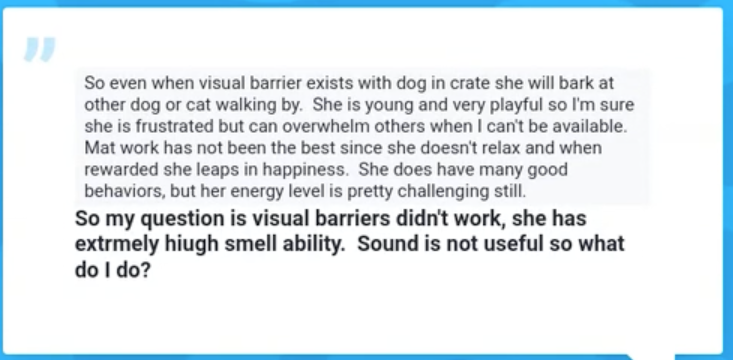 So even when visual barrier exists with dog in crate she will bark at
other dog or cat walking by.  She is young and very playful so I'm sure
she is frustrated but can overwhelm others when I can't be available.
Mat work has not been the best since she doesn't relax and when
rewarded she leaps in happiness.  She does have many good
behaviors, but her energy level is pretty challenging still.
So my question is visual barriers didn't work, she has
extrmely hiugh smell ability.  Sound is not useful so what
do I do?